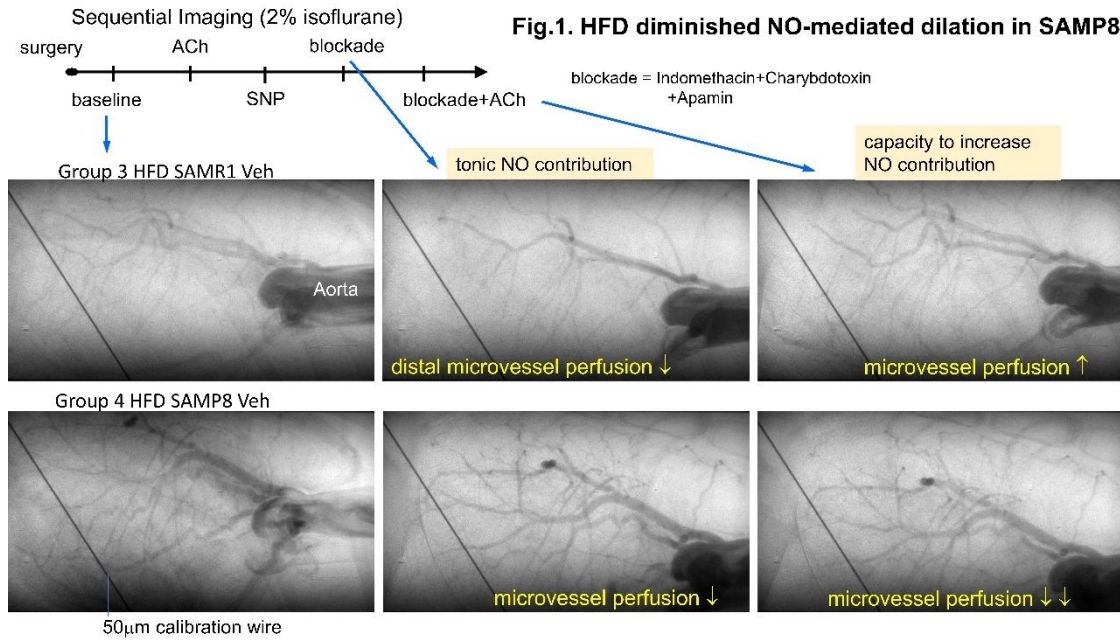 Sequential Imaging (2% isoflurane)
Fig.1. HFD diminished NO-mediated dilation in SAMP8
surgery
ACh
blockade
baseline
SNP
blockade+ACh
blockade = Indomethacin+Charybdotoxin
+Apamin
Group 3 HFD SAMR1 Veh
tonic NO contribution
capacity to increase
NO contribution
Aorta
distal microvessel perfusion ↓
microvessel perfusion ↑
Group 4 HFD SAMP8 Veh
microvessel perfusion ↓
microvessel perfusion ↓ ↓
50μm calibration wire